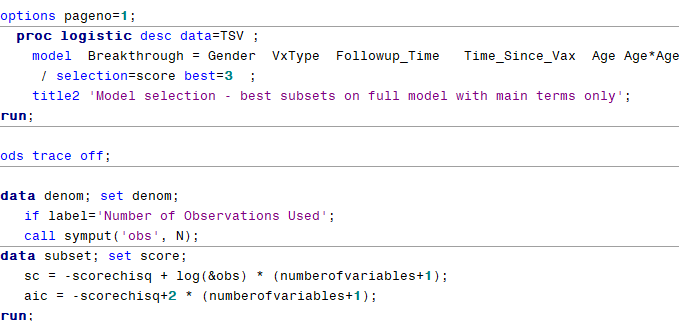 options pageno=1;
proc logistic desc data=TSV ;
model Breakthrough = Gender VxType Followup_Time Time_Since_Vax Age Age*Age
/ selection=score best=3 ;
title2 'Model selection - best subsets on full model with main terms only';
run;
ods trace off;
data denom; set denom;
if label='Number of Observations Used';
call symput('obs', N);
data subset; set score;
sc = -scorechisq + log(&obs) * (numberofvariables+1);
aic = -scorechisq+2 * (numberofvariables+1);
run;